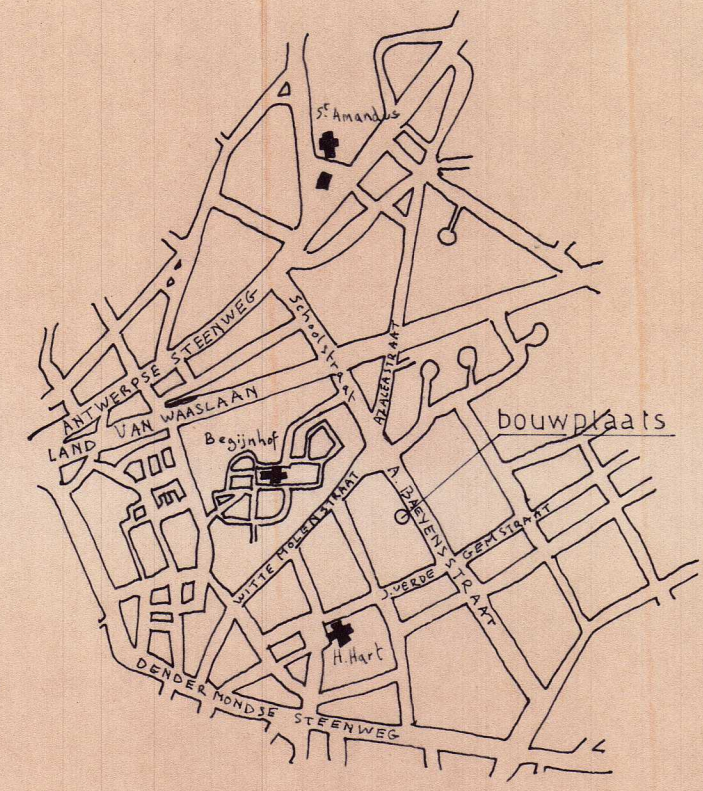 St Amandus
Schoolstraat
ANTWERPSE STEENWEG
AZALEASTRAAT
LAND VAN WAASLAAN
Begijnhof
bouwplaats
A. BAEYENSSTRAAT
WITTE MOLENSTRAAT
J. VERDEGEMSTRAAT
H. Hart
DENDERMONDSE STEENWEG